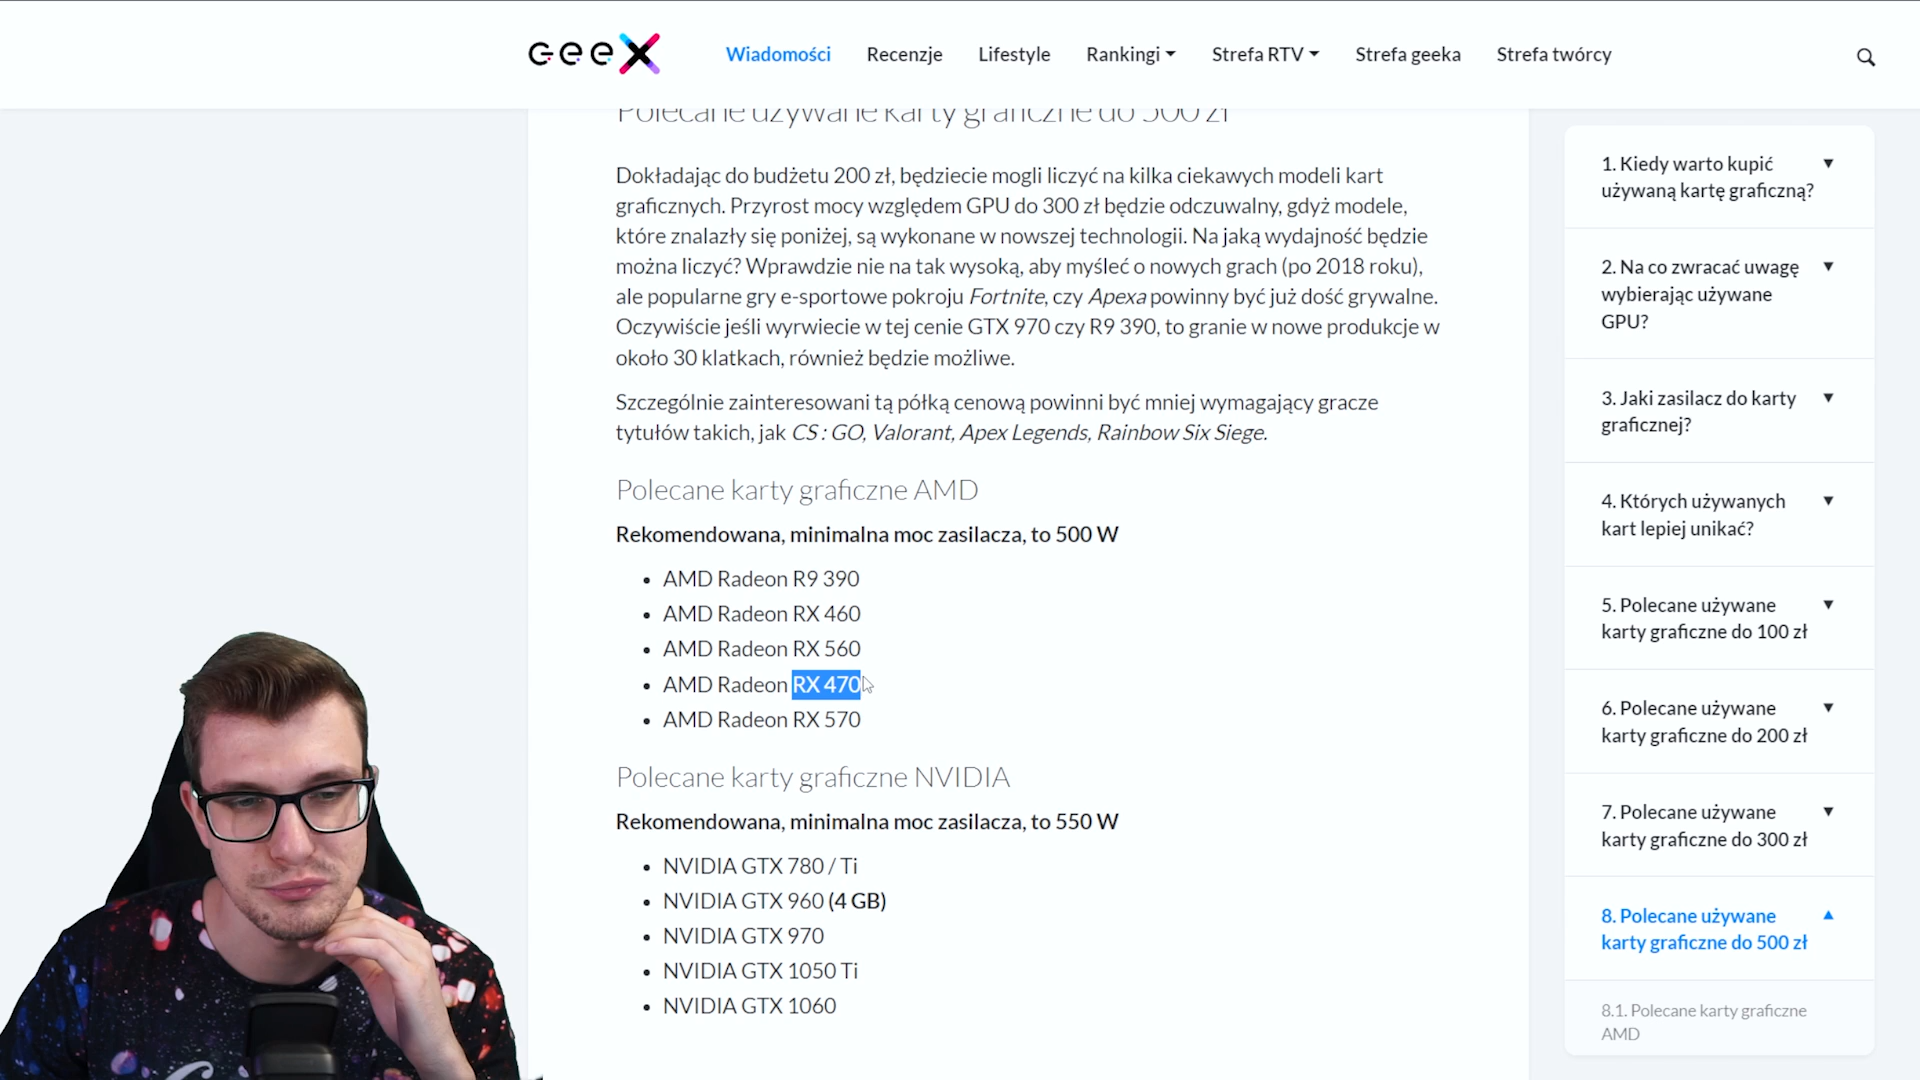 GeeX
Wiadomości
Recenzje
Lifestyle
Rankingi
Strefa RTV
Strefa geeka
Strefa twórcy
Polecane używane karty graficzne do 500 zł
Dokładając do budżetu 200 zł, będziecie mogli liczyć na kilka ciekawych modeli kart
graficznych. Przyrost mocy względem GPU do 300 zł będzie odczuwalny, gdyż modele,
które znalazły się poniżej, są wykonane w nowszej technologii. Na jaką wydajność będzie
można liczyć? Wprawdzie nie na tak wysoką, aby myśleć o nowych grach (po 2018 roku),
ale popularne gry e-sportowe pokroju Fortnite, czy Apexa powinny być już dość grywalne.
Oczywiście jeśli wyrwiecie w tej cenie GTX 970 czy R9 390, to granie w nowe produkcje w
około 30 klatkach, również będzie możliwe.
Szczególnie zainteresowani tą półką cenową powinni być mniej wymagający gracze
tytułów takich, jak CS : GO, Valorant, Apex Legends, Rainbow Six Siege.
Polecane karty graficzne AMD
Rekomendowana, minimalna moc zasilacza, to 500 W
• AMD Radeon R9 390
• AMD Radeon RX 460
• AMD Radeon RX 560
• AMD Radeon RX 470
• AMD Radeon RX 570
Polecane karty graficzne NVIDIA
Rekomendowana, minimalna moc zasilacza, to 550 W
• NVIDIA GTX 780 / Ti
• NVIDIA GTX 960 (4 GB)
• NVIDIA GTX 970
• NVIDIA GTX 1050 Ti
• NVIDIA GTX 1060
1. Kiedy warto kupić
używaną kartę graficzną?
2. Na co zwracać uwagę
wybierając używane
GPU?
3. Jaki zasilacz do karty
graficznej?
4. Których używanych
kart lepiej unikać?
5. Polecane używane
karty graficzne do 100 zł
6. Polecane używane
karty graficzne do 200 zł
7. Polecane używane
karty graficzne do 300 zł
8. Polecane używane
karty graficzne do 500 zł
8.1. Polecane karty graficzne
AMD